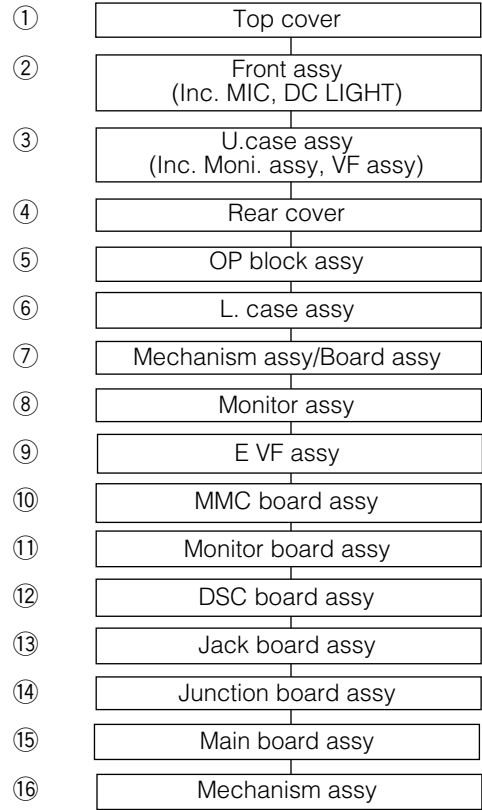 ① Top cover
② Front assy
(Inc. MIC, DC LIGHT)
③ U.case assy
(Inc. Moni. assy, VF assy)
④ Rear cover
⑤ OP block assy
⑥ L. case assy
⑦ Mechanism assy/Board assy
⑧ Monitor assy
⑨ E VF assy
⑩ MMC board assy
⑪ Monitor board assy
⑫ DSC board assy
⑬ Jack board assy
⑭ Junction board assy
⑮ Main board assy
⑯ Mechanism assy